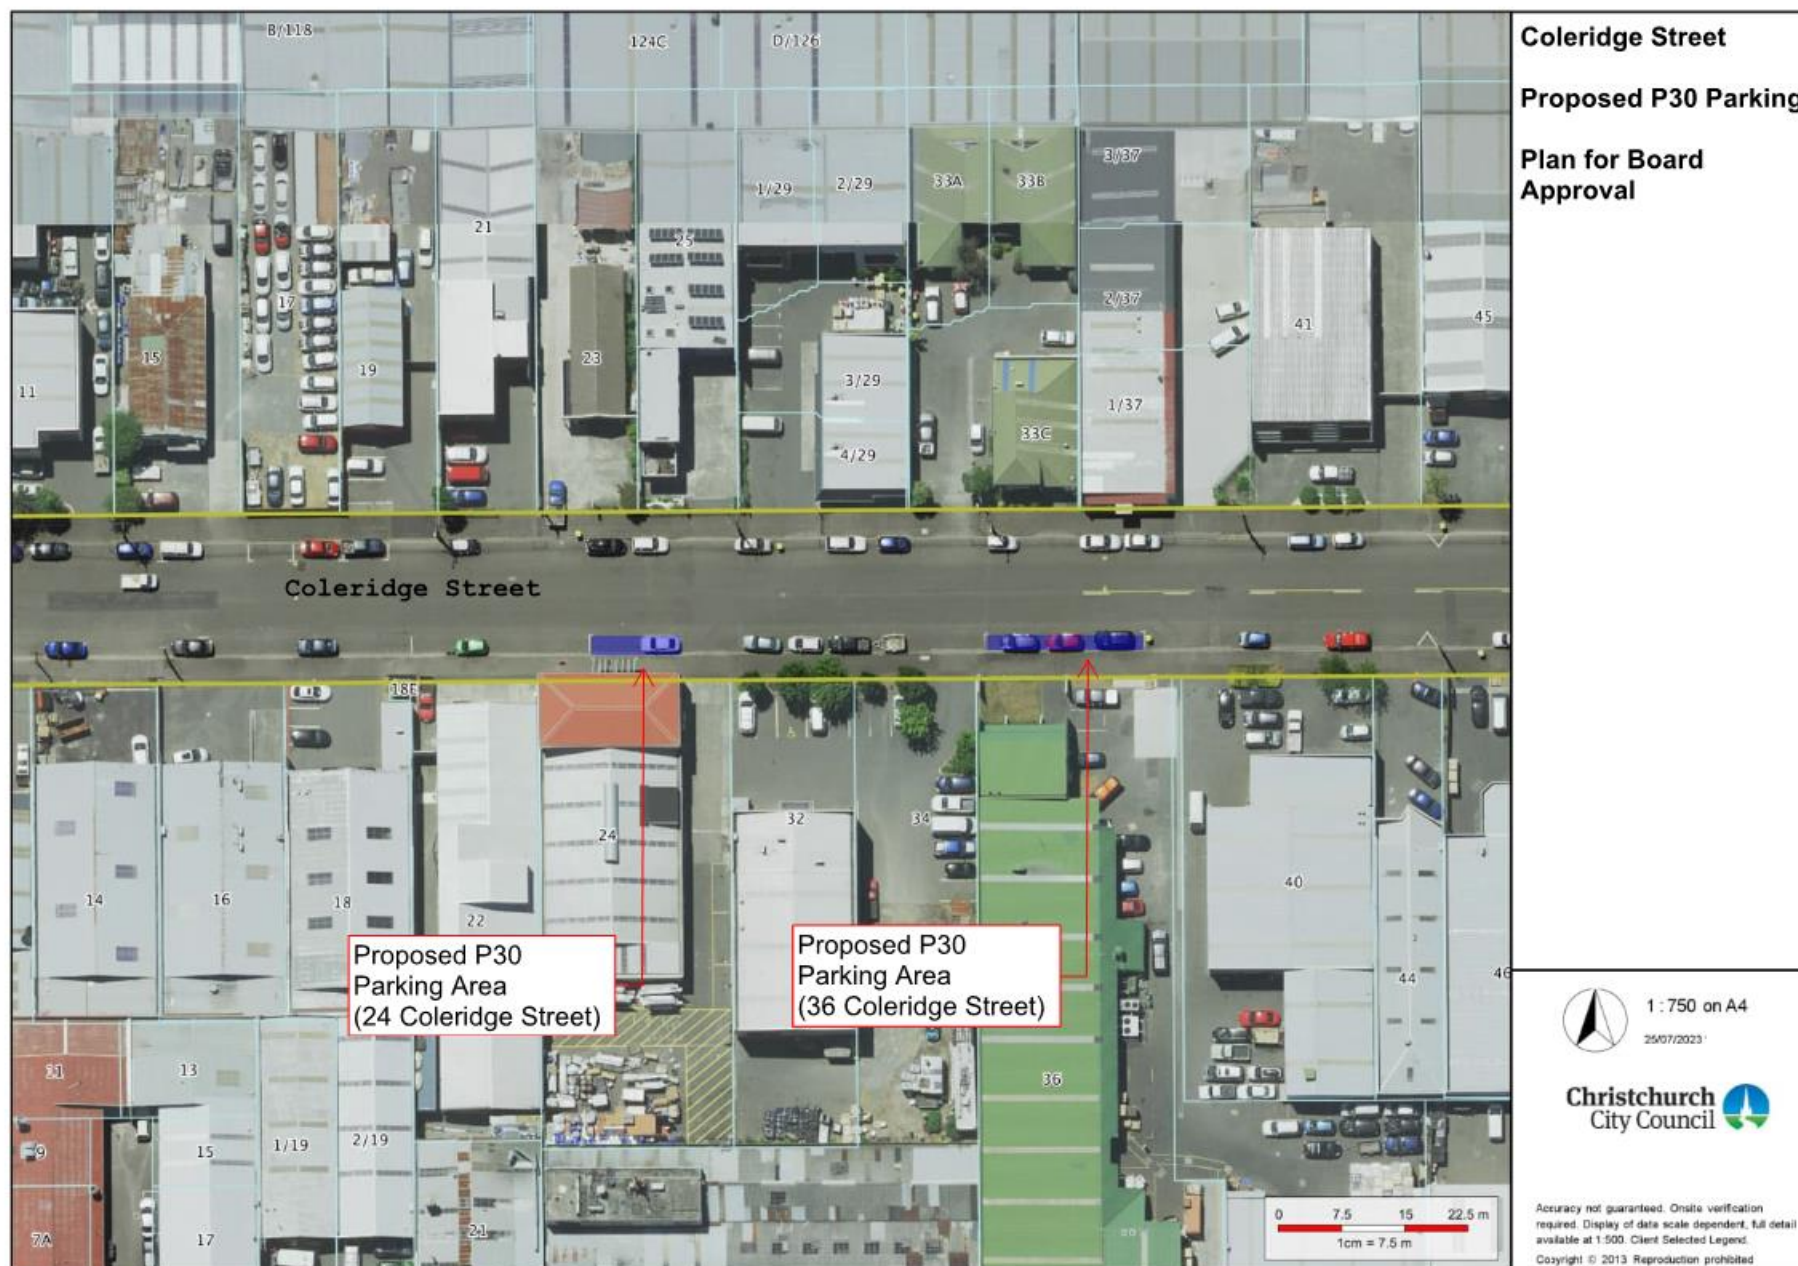 B/118
124C
D/126
Coleridge Street
Proposed P30 Parking
Plan for Board
Approval
3/37
1/29
2/29
33A
33B
21
25
17
2/37
41
45
15
23
19
11
3/29
1/37
33C
4/29
Coleridge Street
18E
24
32
34
14
16
18
22
40
44
46
Proposed P30
Parking Area
(24 Coleridge Street)
Proposed P30
Parking Area
(36 Coleridge Street)
1 : 750 on A4
25/07/2023
11
13
36
Christchurch
City Council
9
15
1/19
2/19
7A
17
21
0 7.5 15 22.5 m
1cm = 7.5 m
Accuracy not guaranteed. Onsite verification
required. Display of data scale dependent, full detail
available at 1:500. Client Selected Legend.
Copyright © 2013 Reproduction prohibited